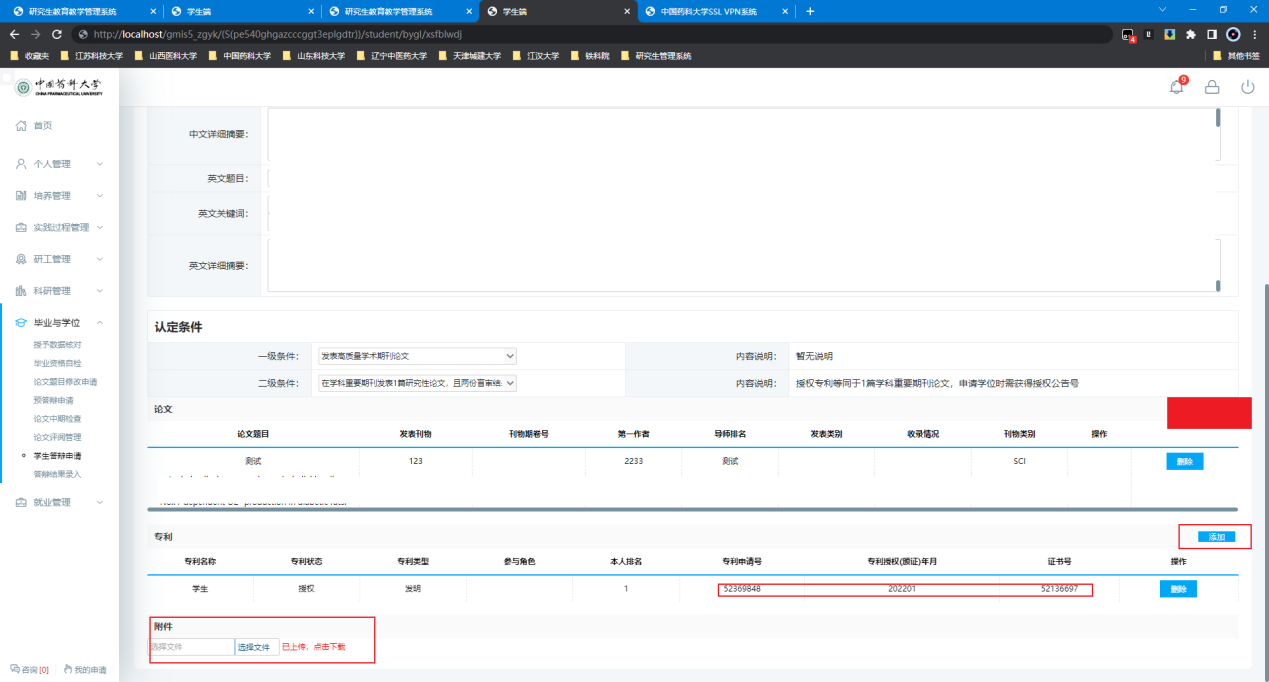 研究生教育教学管理系统
学生端
研究生教育教学管理系统
学生端
中国药科大学SSL VPN系统
http://localhost/gmis5_zgyk/(S(pe540ghgazcccggt3eplgdtr))/student/bygl/xsfblwdj
4
收藏夹 江苏科技大学 山西医科大学 中国药科大学 山东科技大学 辽宁中医药大学 天津城建大学 江汉大学 铁科院 研究生管理系统 其他书签
中国药科大学
CHINA PHARMACEUTICAL UNIVERSITY
9
首页
个人管理
培养管理
实践过程管理
研工管理
科研管理
毕业与学位
授予数据核对
毕业资格自检
论文题目修改申请
预答辩申请
论文中期检查
论文评阅管理
学生答辩申请
答辩结果录入
就业管理
咨询[0] 我的申请
中文详细摘要:
英文题目:
英文关键词:
英文详细摘要:
认定条件
一级条件: 发表高质量学术期刊论文 内容说明: 暂无说明
二级条件: 在学科重要期刊发表1篇研究性论文，且两份盲审结 内容说明: 授权专利等同于1篇学科重要期刊论文，申请学位时需获得授权公告号
论文
论文题目 发表刊物 刊物期卷号 第一作者 导师排名 发表类别 收录情况 刊物类别 操作
测试 123 2233 测试 SCI 删除
专利 添加
专利名称 专利状态 专利类型 参与角色 本人排名 专利申请号 专利授权(颁证)年月 证书号 操作
学生 授权 发明 1 52369848 202201 52136697 删除
附件
选择文件 选择文件 已上传，点击下载